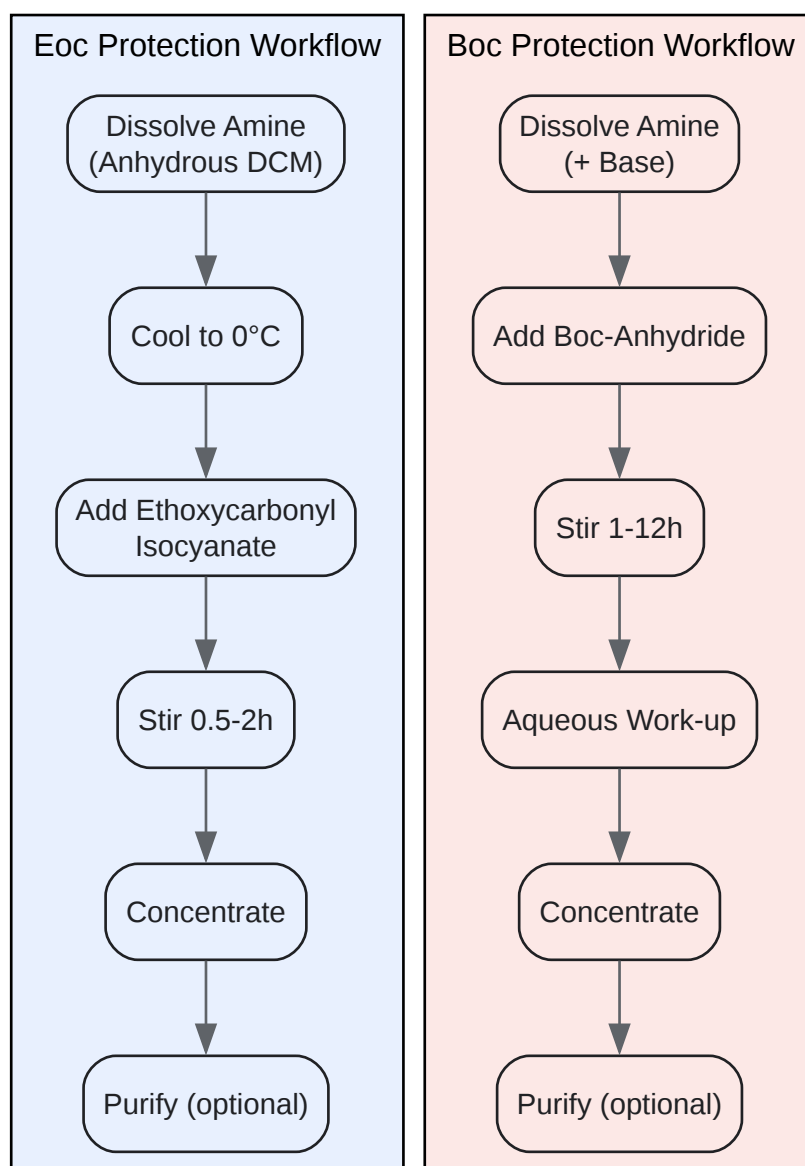 Eoc Protection Workflow
Dissolve Amine
(Anhydrous DCM)
Cool to 0°C
Add Ethoxycarbonyl
Isocyanate
Stir 0.5-2h
Concentrate
Purify (optional)
Boc Protection Workflow
Dissolve Amine
(+ Base)
Add Boc-Anhydride
Stir 1-12h
Aqueous Work-up
Concentrate
Purify (optional)